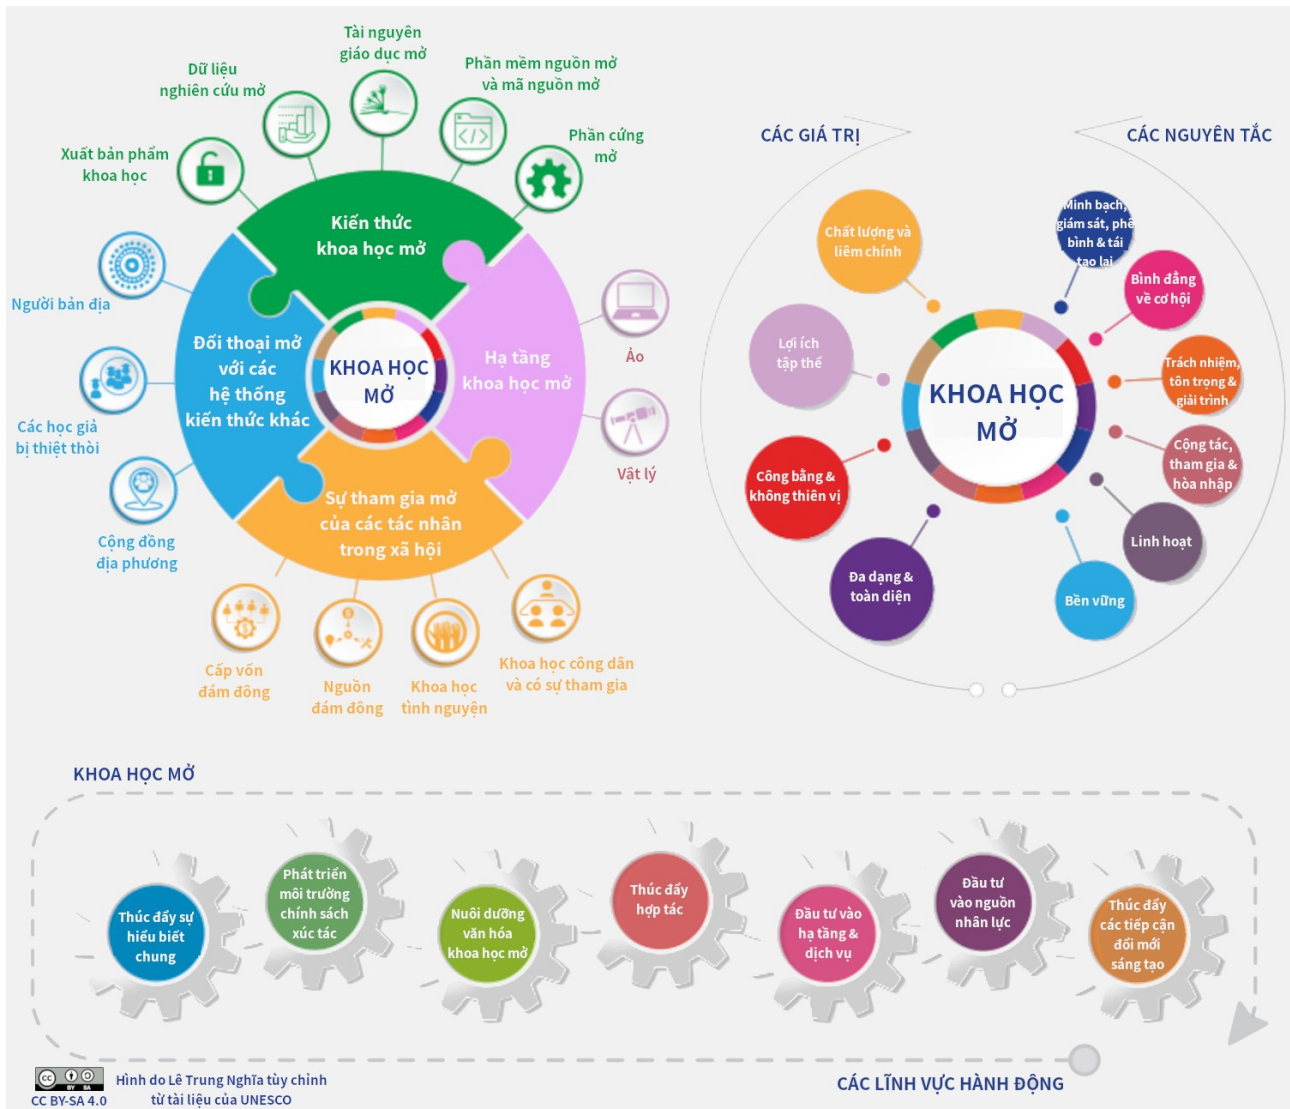 Tài nguyên
giáo dục mở
Dữ liệu
nghiên cứu mở
Phần mềm nguồn mở
và mã nguồn mở
Xuất bản phẩm
khoa học
Phần cứng
mở
Kiến thức
khoa học mở
Người bản địa
Các học giả
bị thiệt thòi
Cộng đồng
địa phương
Đối thoại mở
với các
hệ thống
kiến thức khác
KHOA HỌC
MỞ
Hạ tầng
khoa học mở
Ảo
Vật lý
Sự tham gia mở
của các tác nhân
trong xã hội
Cấp vốn
đám đông
Nguồn
đám đông
Khoa học
tình nguyện
Khoa học công dân
và có sự tham gia
CÁC GIÁ TRỊ
CÁC NGUYÊN TẮC
Chất lượng và
liêm chính
Lợi ích
tập thể
Công bằng &
không thiên vị
Đa dạng &
toàn diện
KHOA HỌC
MỞ
Minh bạch,
giám sát, phê
bình & tái
tạo lại
Bình đẳng
về cơ hội
Trách nhiệm,
tôn trọng &
giải trình
Cộng tác,
tham gia &
hòa nhập
Linh hoạt
Bền vững
KHOA HỌC MỞ
Thúc đẩy sự
hiểu biết
chung
Phát triển
môi trường
chính sách
xúc tác
Nuôi dưỡng
văn hóa
khoa học mở
Thúc đẩy
hợp tác
Đầu tư vào
hạ tầng &
dịch vụ
Đầu tư
vào nguồn
nhân lực
Thúc đẩy
các tiếp cận
đổi mới
sáng tạo
CÁC LĨNH VỰC HÀNH ĐỘNG
cc BY SA
CC BY-SA 4.0
Hình do Lê Trung Nghĩa tùy chỉnh
từ tài liệu của UNESCO